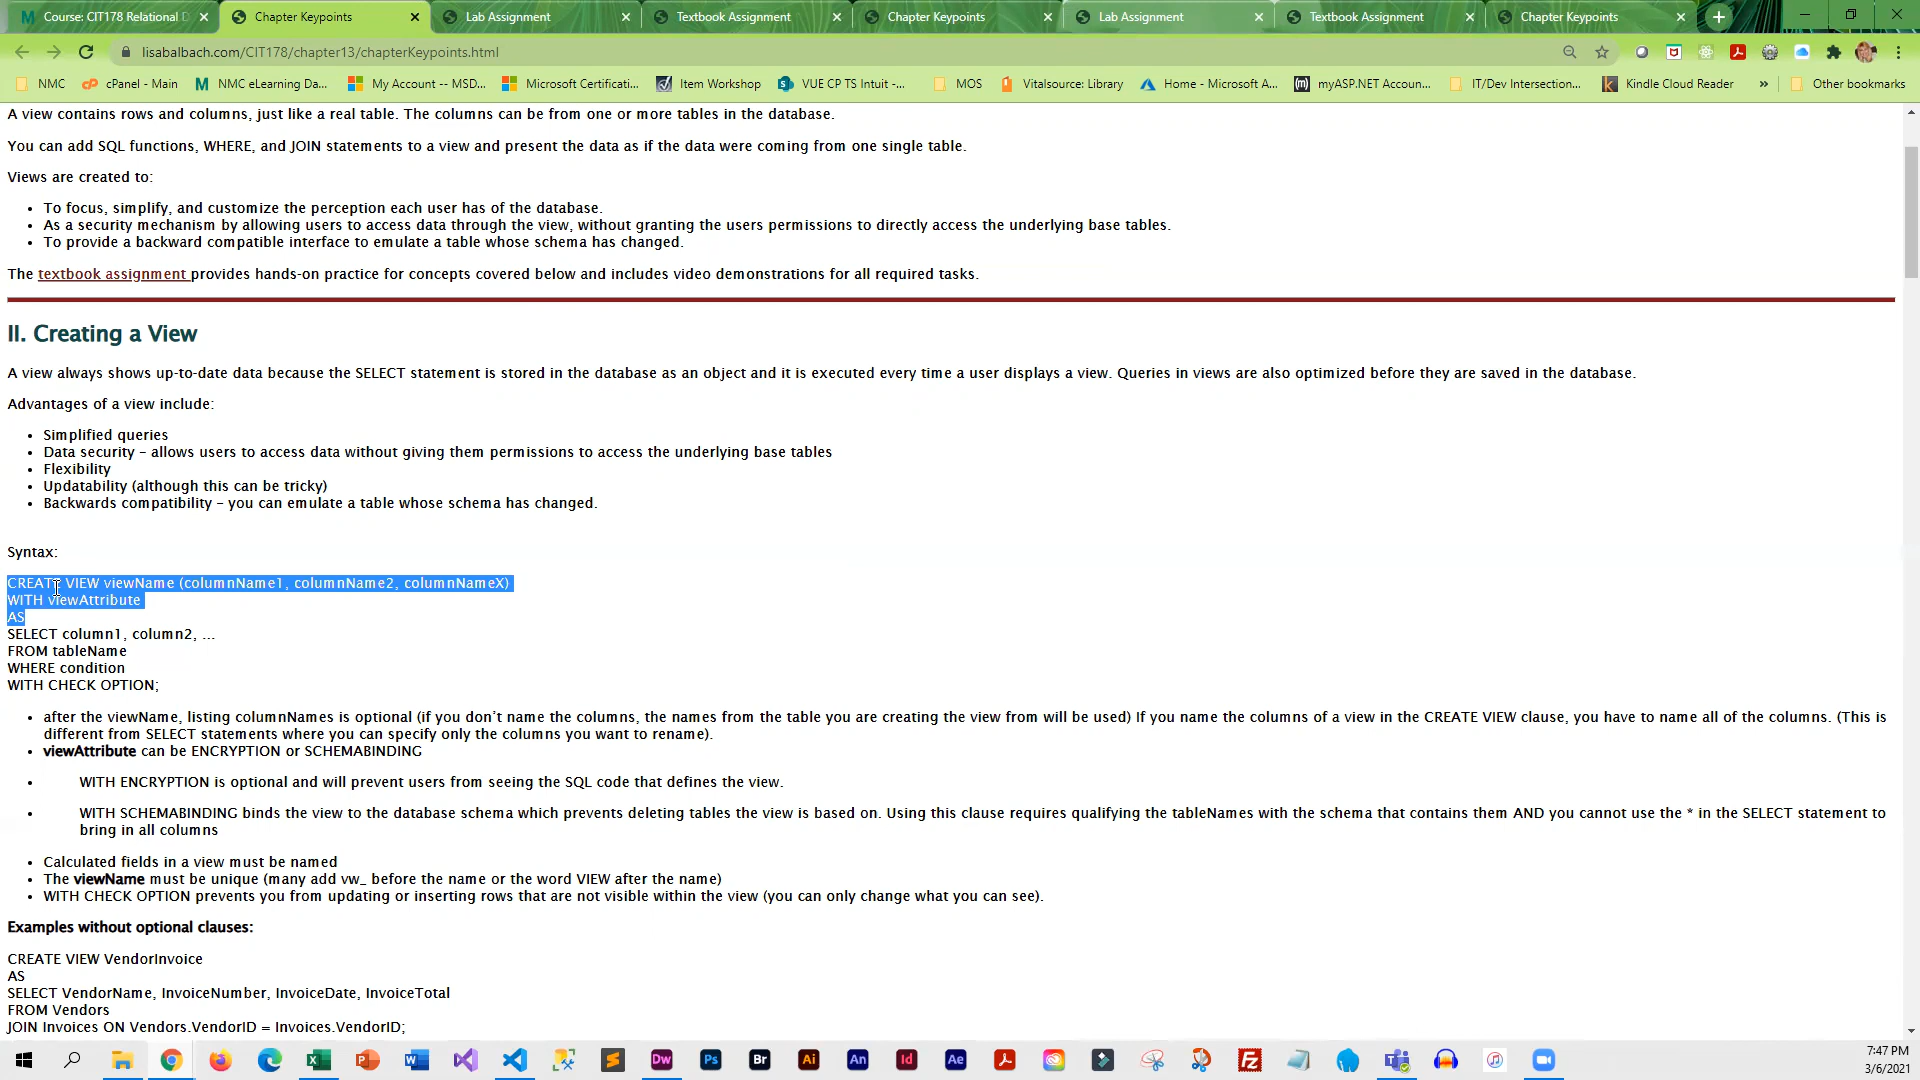 Course: CIT178 Relational D
Chapter Keypoints
Lab Assignment
Textbook Assignment
Chapter Keypoints
Lab Assignment
Textbook Assignment
Chapter Keypoints
lisabalbach.com/CIT178/chapter13/chapterKeypoints.html
NMC
cPanel - Main
NMC eLearning Da...
My Account -- MSD...
Microsoft Certificati...
Item Workshop
VUE CP TS Intuit -...
MOS
Vitalsource: Library
Home - Microsoft A...
myASP.NET Accoun...
IT/Dev Intersection...
Kindle Cloud Reader
»
Other bookmarks
A view contains rows and columns, just like a real table. The columns can be from one or more tables in the database.
You can add SQL functions, WHERE, and JOIN statements to a view and present the data as if the data were coming from one single table.
Views are created to:
• To focus, simplify, and customize the perception each user has of the database.
• As a security mechanism by allowing users to access data through the view, without granting the users permissions to directly access the underlying base tables.
• To provide a backward compatible interface to emulate a table whose schema has changed.
The textbook assignment provides hands-on practice for concepts covered below and includes video demonstrations for all required tasks.
II. Creating a View
A view always shows up-to-date data because the SELECT statement is stored in the database as an object and it is executed every time a user displays a view. Queries in views are also optimized before they are saved in the database.
Advantages of a view include:
• Simplified queries
• Data security – allows users to access data without giving them permissions to access the underlying base tables
• Flexibility
• Updatability (although this can be tricky)
• Backwards compatibility – you can emulate a table whose schema has changed.
Syntax:
CREATE VIEW viewName (columnName1, columnName2, columnNameX)
WITH viewAttribute
AS
SELECT column1, column2, ...
FROM tableName
WHERE condition
WITH CHECK OPTION;
• after the viewName, listing columnNames is optional (if you don't name the columns, the names from the table you are creating the view from will be used) If you name the columns of a view in the CREATE VIEW clause, you have to name all of the columns. (This is
different from SELECT statements where you can specify only the columns you want to rename).
• viewAttribute can be ENCRYPTION or SCHEMABINDING
• WITH ENCRYPTION is optional and will prevent users from seeing the SQL code that defines the view.
• WITH SCHEMABINDING binds the view to the database schema which prevents deleting tables the view is based on. Using this clause requires qualifying the tableNames with the schema that contains them AND you cannot use the * in the SELECT statement to
bring in all columns
• Calculated fields in a view must be named
• The viewName must be unique (many add vw_ before the name or the word VIEW after the name)
• WITH CHECK OPTION prevents you from updating or inserting rows that are not visible within the view (you can only change what you can see).
Examples without optional clauses:
CREATE VIEW VendorInvoice
AS
SELECT VendorName, InvoiceNumber, InvoiceDate, InvoiceTotal
FROM Vendors
JOIN Invoices ON Vendors.VendorID = Invoices.VendorID;
7:47 PM
3/6/2021